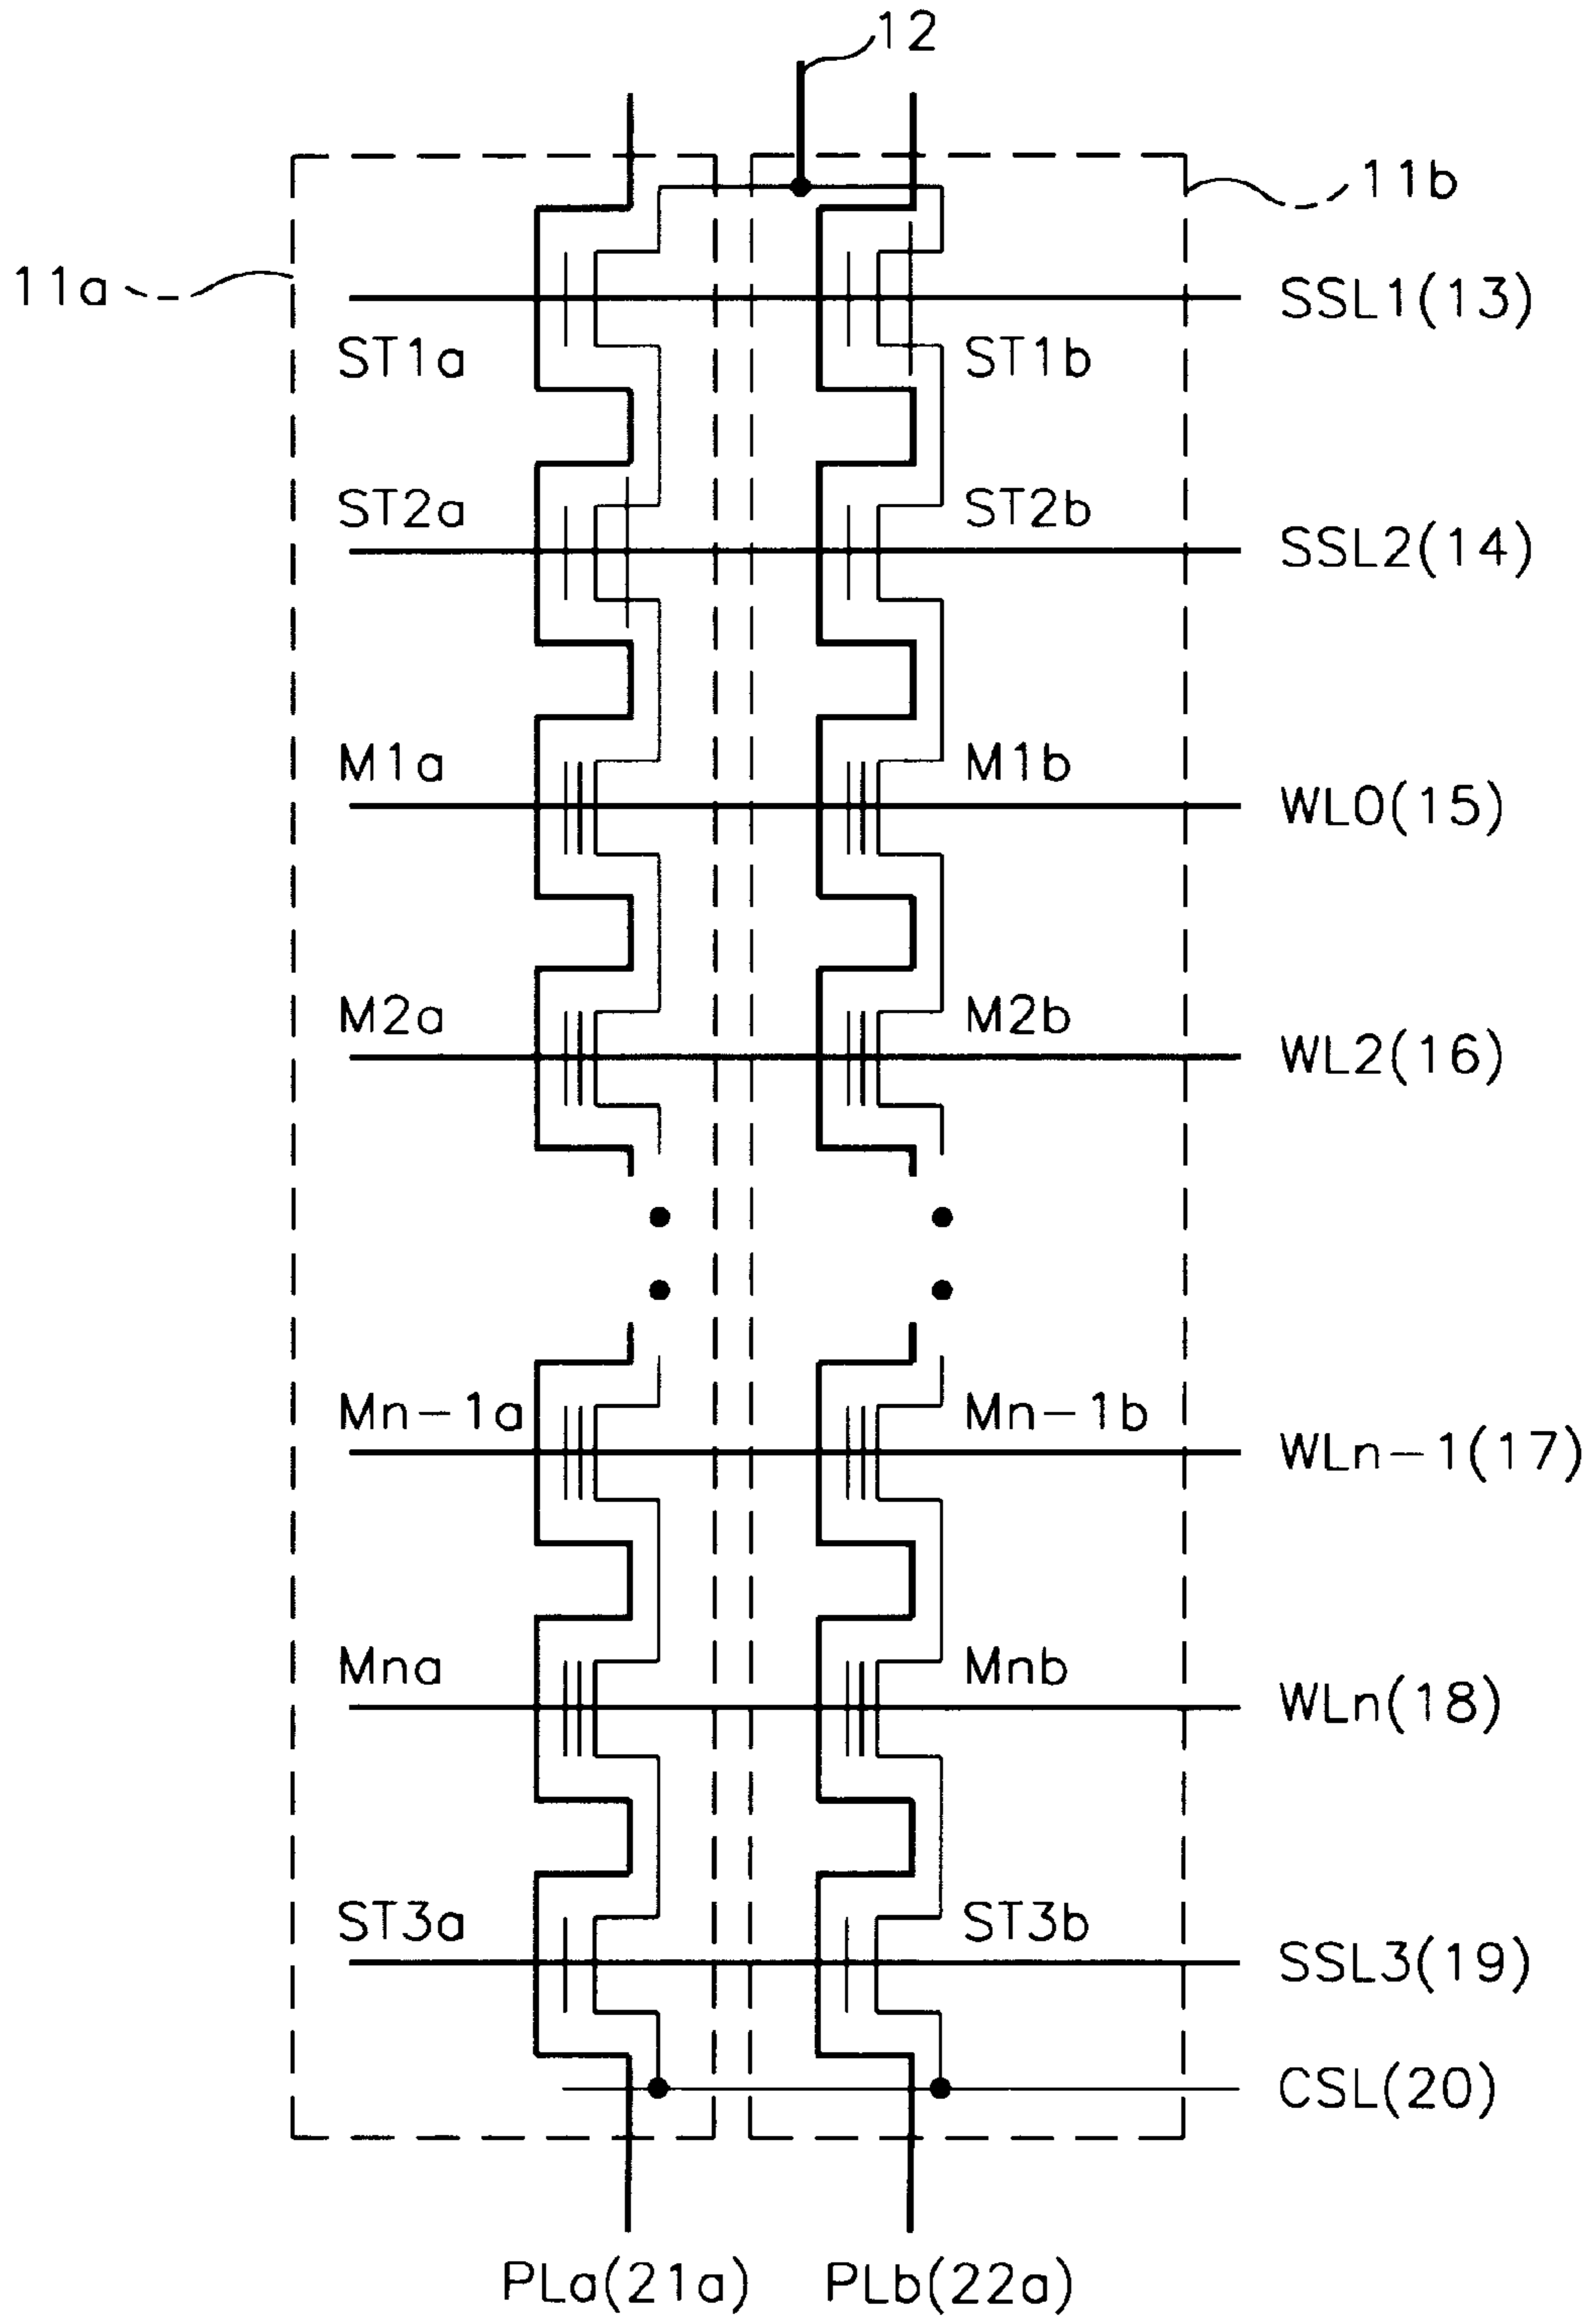 12
11b
11a
SSL1(13)
ST1a
ST1b
ST2a
ST2b
SSL2(14)
M1a
M1b
WL0(15)
M2a
M2b
WL2(16)
Mn-1a
Mn-1b
WLn-1(17)
Mna
Mnb
WLn(18)
ST3a
ST3b
SSL3(19)
CSL(20)
PLa(21a)
PLb(22a)